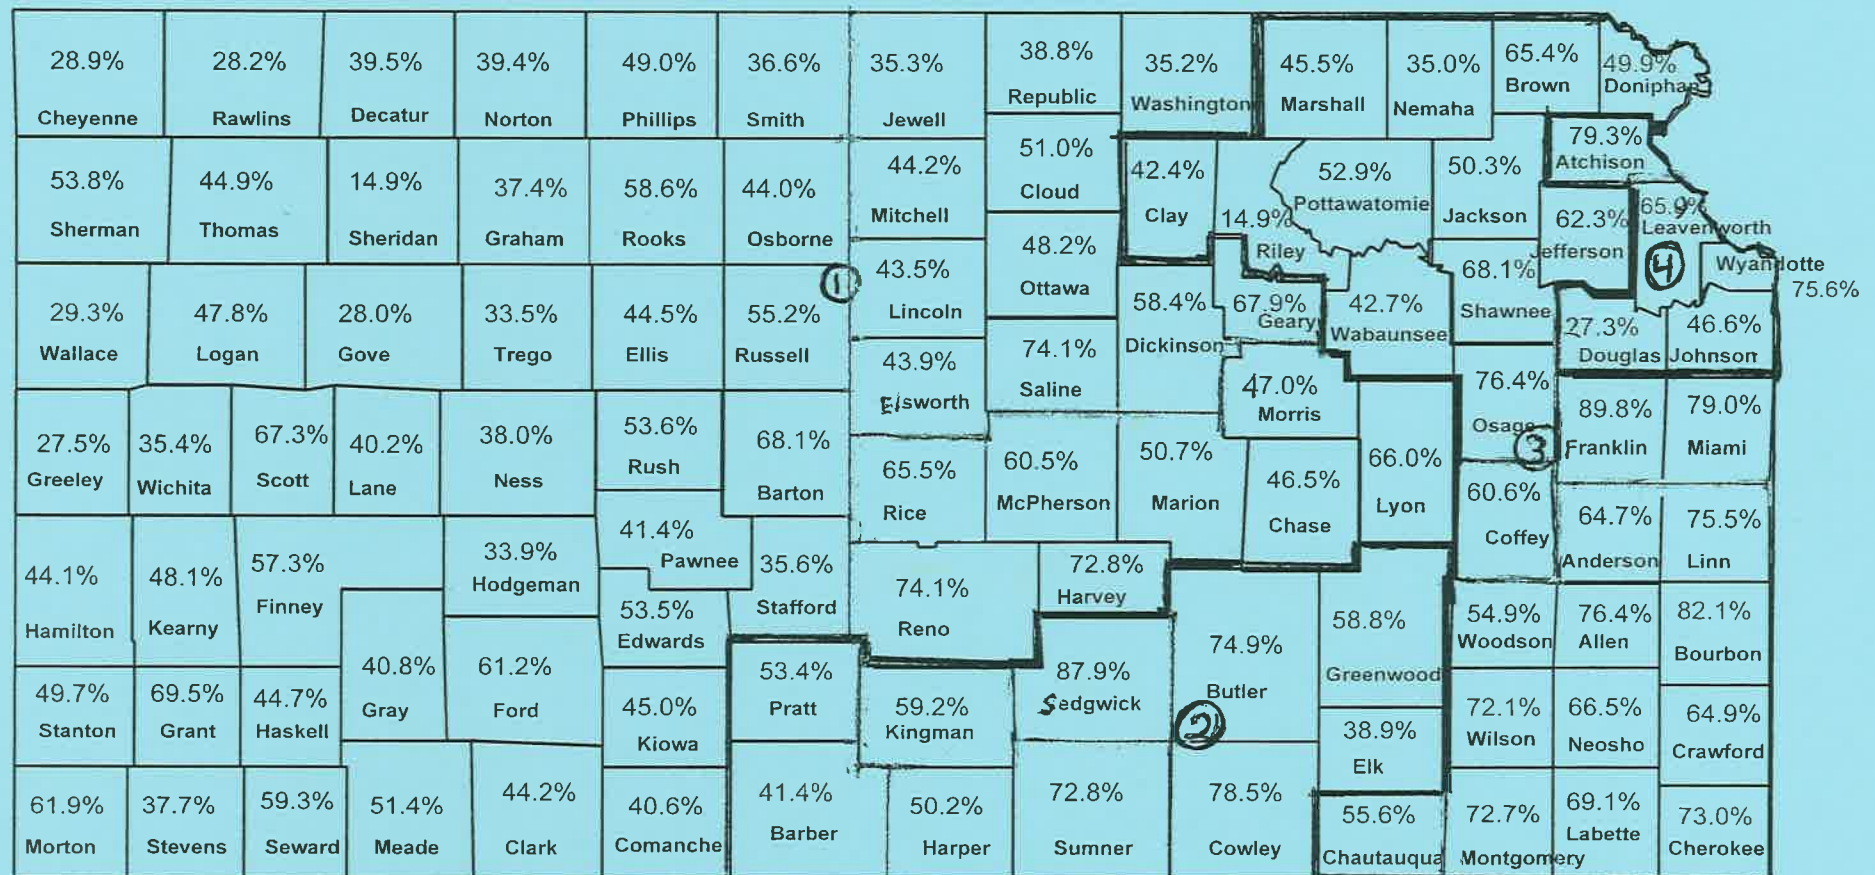 28.9%
Cheyenne
28.2%
Rawlins
39.5%
Decatur
39.4%
Norton
49.0%
Phillips
36.6%
Smith
35.3%
Jewell
38.8%
Republic
35.2%
Washington
45.5%
Marshall
35.0%
Nemaha
65.4%
Brown
49.9%
Doniphan
53.8%
Sherman
44.9%
Thomas
14.9%
Sheridan
37.4%
Graham
58.6%
Rooks
44.0%
Osborne
44.2%
Mitchell
51.0%
Cloud
42.4%
Clay
14.9%
Riley
52.9%
Pottawatomie
50.3%
Jackson
79.3%
Atchison
62.3%
Jefferson
65.9%
Leavenworth
4
Wyandotte
75.6%
29.3%
Wallace
47.8%
Logan
28.0%
Gove
33.5%
Trego
44.5%
Ellis
55.2%
Russell
1
43.5%
Lincoln
48.2%
Ottawa
58.4%
Dickinson
67.9%
Geary
42.7%
Wabaunsee
68.1%
Shawnee
27.3%
Douglas
46.6%
Johnson
43.9%
Elsworth
74.1%
Saline
47.0%
Morris
76.4%
Osage
3
89.8%
Franklin
79.0%
Miami
27.5%
Greeley
35.4%
Wichita
67.3%
Scott
40.2%
Lane
38.0%
Ness
53.6%
Rush
68.1%
Barton
65.5%
Rice
60.5%
McPherson
50.7%
Marion
46.5%
Chase
66.0%
Lyon
60.6%
Coffey
64.7%
Anderson
75.5%
Linn
44.1%
Hamilton
48.1%
Kearny
57.3%
Finney
33.9%
Hodgeman
41.4%
Pawnee
35.6%
Stafford
53.5%
Edwards
74.1%
Reno
72.8%
Harvey
74.9%
Butler
58.8%
Greenwood
54.9%
Woodson
76.4%
Allen
82.1%
Bourbon
49.7%
Stanton
69.5%
Grant
44.7%
Haskell
40.8%
Gray
61.2%
Ford
45.0%
Kiowa
53.4%
Pratt
59.2%
Kingman
87.9%
Sedgwick
2
38.9%
Elk
72.1%
Wilson
66.5%
Neosho
64.9%
Crawford
61.9%
Morton
37.7%
Stevens
59.3%
Seward
51.4%
Meade
44.2%
Clark
40.6%
Comanche
41.4%
Barber
50.2%
Harper
72.8%
Sumner
78.5%
Cowley
55.6%
Chautauqua
72.7%
Montgomery
69.1%
Labette
73.0%
Cherokee